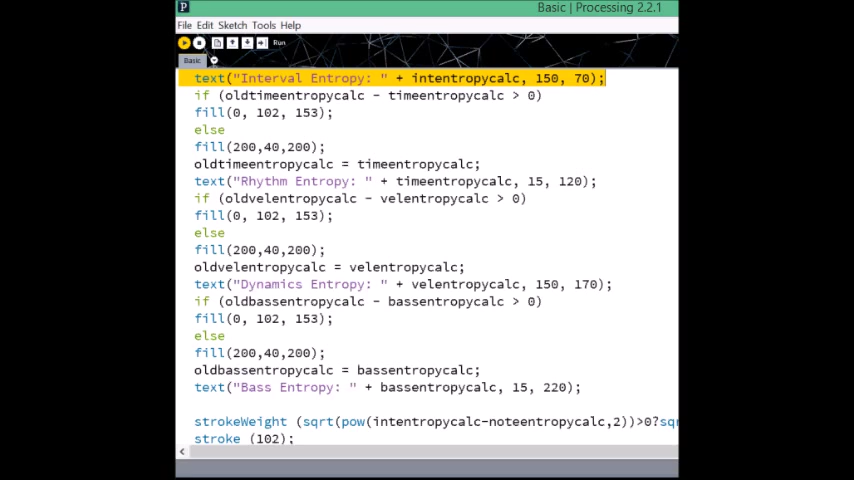 Basic | Processing 2.2.1
File Edit Sketch Tools Help
Run
Basic
text("Interval Entropy: " + intentropycalc, 150, 70);
if (oldtimeentropycalc - timeentropycalc > 0)
fill(0, 102, 153);
else
fill(200,40,200);
oldtimeentropycalc = timeentropycalc;
text("Rhythm Entropy: " + timeentropycalc, 15, 120);
if (oldvelentropycalc - velentropycalc > 0)
fill(0, 102, 153);
else
fill(200,40,200);
oldvelentropycalc = velentropycalc;
text("Dynamics Entropy: " + velentropycalc, 150, 170);
if (oldbassentropycalc - bassentropycalc > 0)
fill(0, 102, 153);
else
fill(200,40,200);
oldbassentropycalc = bassentropycalc;
text("Bass Entropy: " + bassentropycalc, 15, 220);
strokeWeight (sqrt(pow(intentropycalc-noteentropycalc,2))>0?sq
stroke (102);